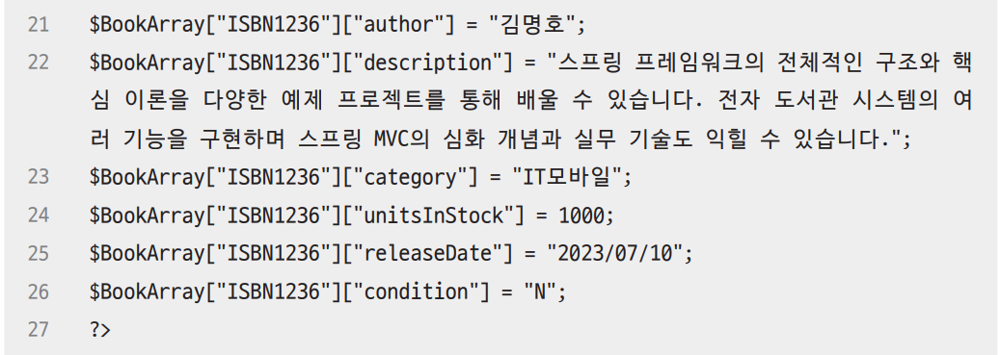 21 $BookArray["ISBN1236"]["author"] = "김명호";
22 $BookArray["ISBN1236"]["description"] = "스프링 프레임워크의 전체적인 구조와 핵
심 이론을 다양한 예제 프로젝트를 통해 배울 수 있습니다. 전자 도서관 시스템의 여
러 기능을 구현하며 스프링 MVC의 심화 개념과 실무 기술도 익힐 수 있습니다.";
23 $BookArray["ISBN1236"]["category"] = "IT모바일";
24 $BookArray["ISBN1236"]["unitsInStock"] = 1000;
25 $BookArray["ISBN1236"]["releaseDate"] = "2023/07/10";
26 $BookArray["ISBN1236"]["condition"] = "N";
27 ?>